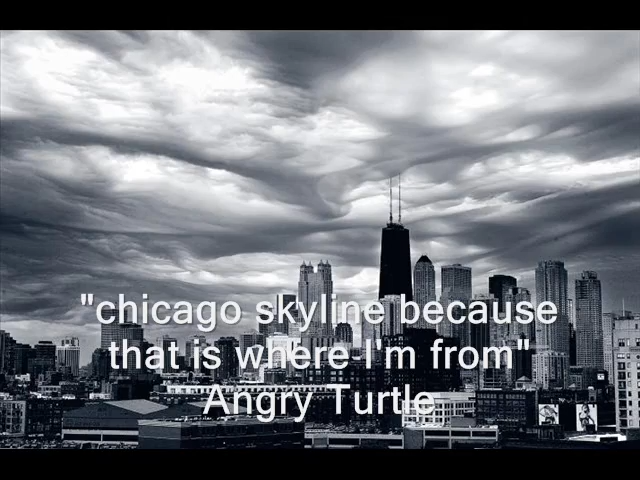 "chicago skyline because
that is where I'm from"
Angry Turtle